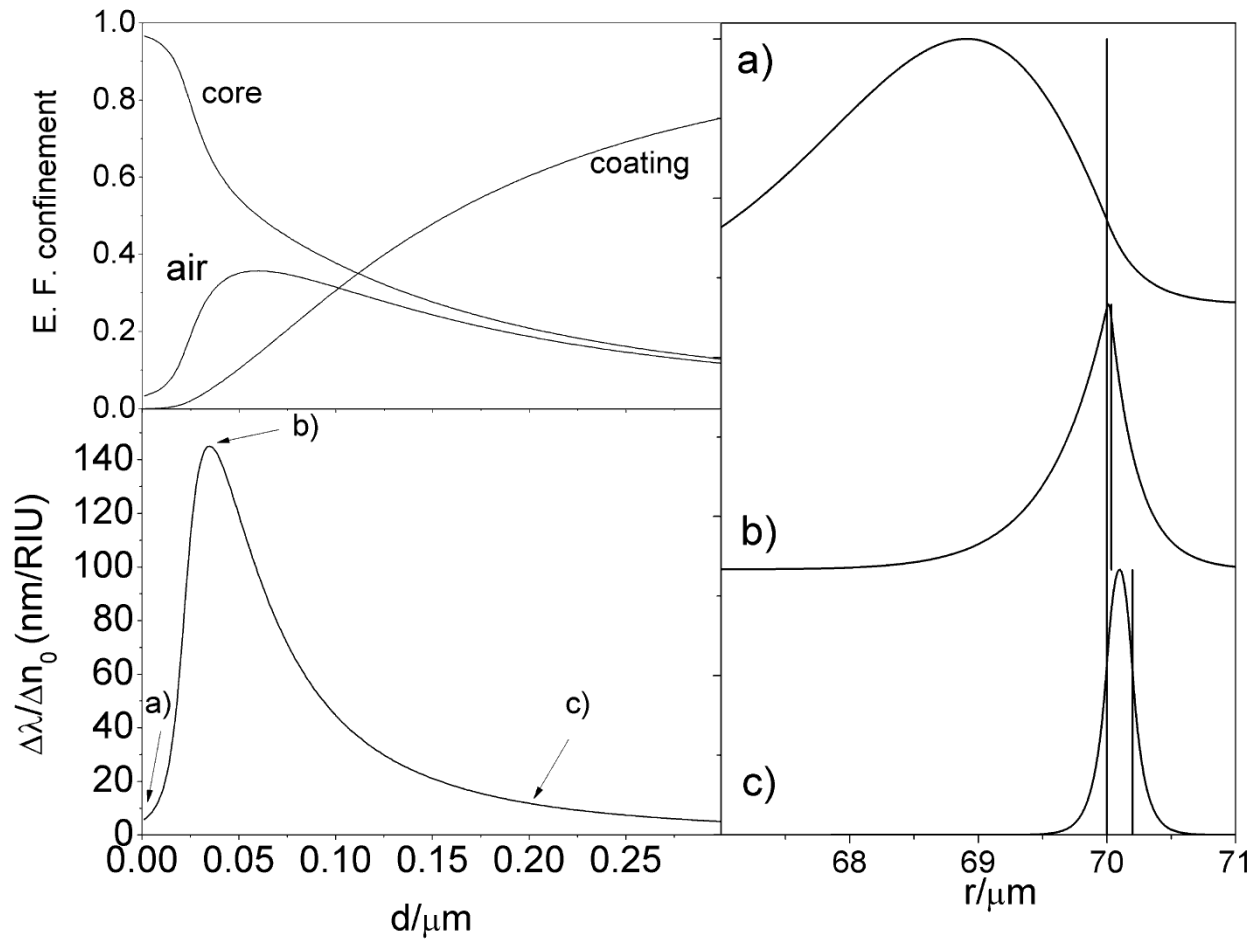 E. F. confinement
1.0
0.8
0.6
0.4
0.2
0.0
core
air
coating
Δλ/Δn₀ (nm/RIU)
140
120
100
80
60
40
20
0
a)
b)
c)
0.00 0.05 0.10 0.15 0.20 0.25
d/μm
a)
b)
c)
68 69 70 71
r/μm